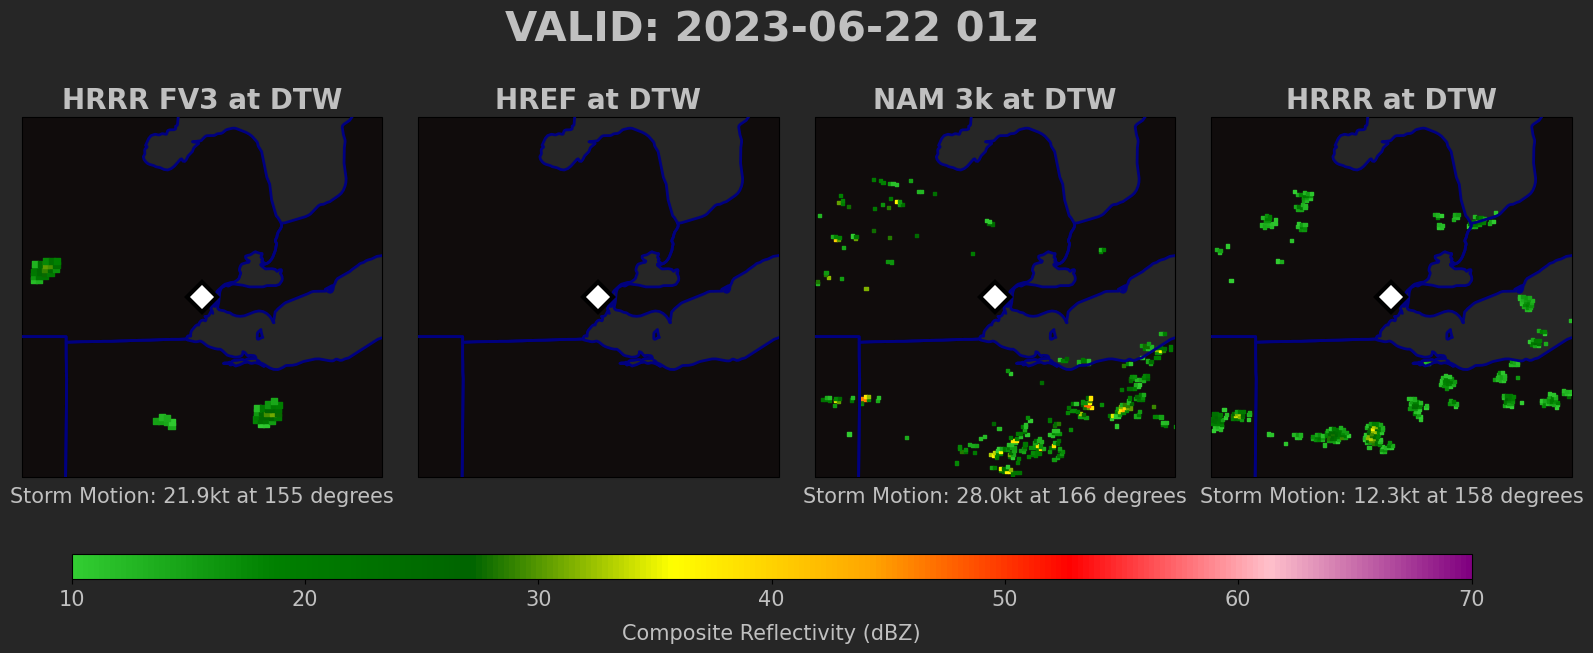 VALID: 2023-06-22 01z
HRRR FV3 at DTW
HREF at DTW
NAM 3k at DTW
HRRR at DTW
Storm Motion: 21.9kt at 155 degrees
Storm Motion: 28.0kt at 166 degrees
Storm Motion: 12.3kt at 158 degrees
10 20 30 40 50 60 70
Composite Reflectivity (dBZ)